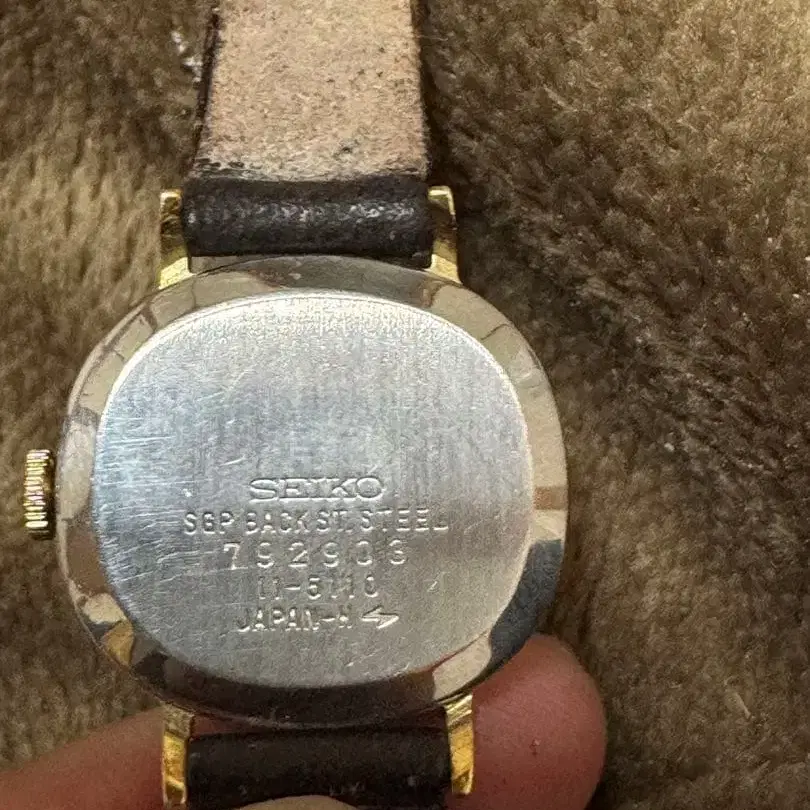 SEIKO
SGP BACK ST. STEEL
792903
11-5110
JAPAN-H